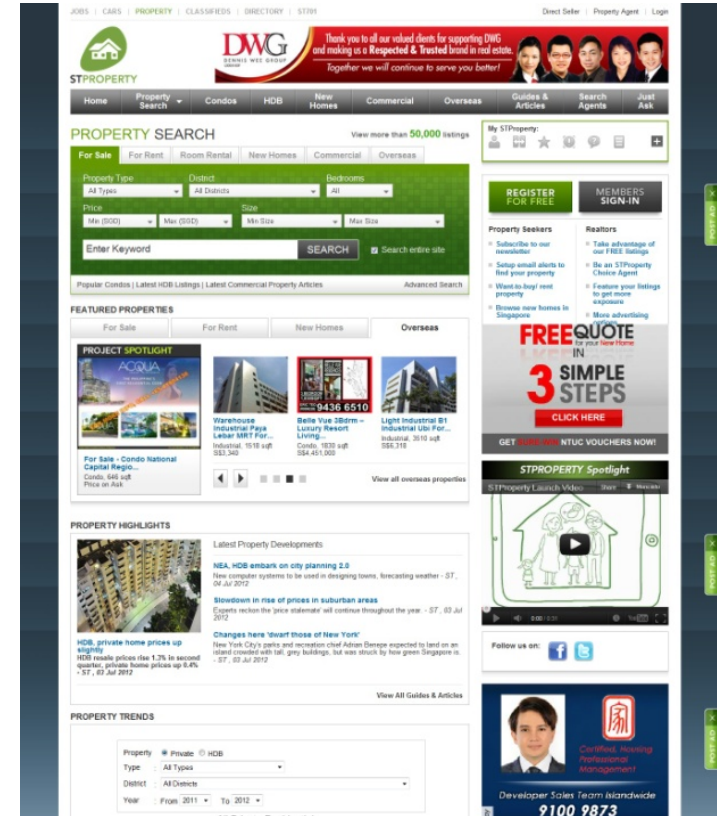 JOBS | CARS | PROPERTY | CLASSIFIEDS | DIRECTORY | ST701
Direct Seller | Property Agent | Login
STPROPERTY
DWG
DENNIS WEE GROUP
Thank you to all our valued clients for supporting DWG
and making us a Respected & Trusted brand in real estate.
Together we will continue to serve you better!
Home
Property Search
Condos
HDB
New Homes
Commercial
Overseas
Guides & Articles
Search Agents
Just Ask
PROPERTY SEARCH
View more than 50,000 listings
For Sale
For Rent
Room Rental
New Homes
Commercial
Overseas
Property Type
District
Bedrooms
All Types
All Districts
All
Price
Size
Min (SGD)
Max (SGD)
Min Size
Max Size
Enter Keyword
SEARCH
Search entire site
Popular Condos | Latest HDB Listings | Latest Commercial Property Articles
Advanced Search
My STProperty:
REGISTER
FOR FREE
MEMBERS
SIGN-IN
Property Seekers
Subscribe to our
newsletter
Setup email alerts to
find your property
Want-to-buy/ rent
property
Browse new homes in
Singapore
Realtors
Take advantage of
our FREE listings
Be an STProperty
Choice Agent
Feature your listings
to get more
exposure
More advertising
FREE QUOTE
for your New Home
IN
3 SIMPLE
STEPS
CLICK HERE
GET SURE-WIN NTUC VOUCHERS NOW!
FEATURED PROPERTIES
For Sale
For Rent
New Homes
Overseas
PROJECT SPOTLIGHT
ACQUA
For Sale - Condo National
Capital Regio...
Condo, 646 sqft
Price on Ask
Warehouse
Industrial Paya
Lebar MRT For...
Industrial, 1518 sqft
S$3,340
9436 6510
Belle Vue 3Bdrm –
Luxury Resort
Living...
Condo, 1830 sqft
S$4,451,000
Light Industrial B1
Industrial Ubi For...
Industrial, 3510 sqft
S$6,318
View all overseas properties
STPROPERTY Spotlight
STProperty Launch Video
Share
0:00
YouTube
Follow us on:
PROPERTY HIGHLIGHTS
HDB, private home prices up
slightly
HDB resale prices rise 1.3% in second
quarter, private home prices up 0.4%
- ST , 03 Jul 2012
Latest Property Developments
NEA, HDB embark on city planning 2.0
New computer systems to be used in designing towns, forecasting weather - ST ,
04 Jul 2012
Slowdown in rise of prices in suburban areas
Experts reckon the 'price stalemate' will continue throughout the year. - ST , 03 Jul
2012
Changes here 'dwarf those of New York'
New York City's parks and recreation chief Adrian Benepe expected to land on an
island crowded with tall, grey buildings, but was struck by how green Singapore is.
- ST , 03 Jul 2012
View All Guides & Articles
PROPERTY TRENDS
Property
Private
HDB
Type : All Types
District : All Districts
Year : From 2011 To 2012
Certified, Housing
Professional
Management
Developer Sales Team Islandwide
9100 9873
POST AD X
POST AD X
POST AD X